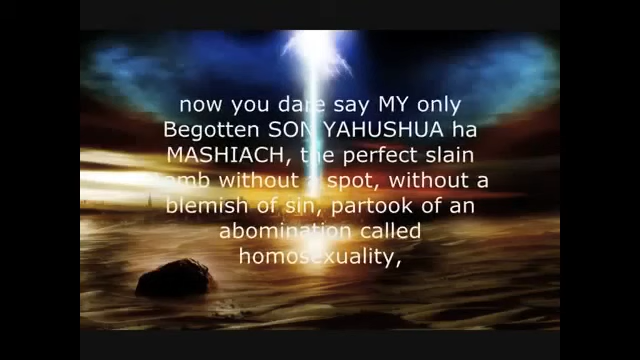 now you dare say MY only
Begotten SON YAHUSHUA ha
MASHIACH, the perfect slain
lamb without a spot, without a
blemish of sin, partook of an
abomination called
homosexuality,